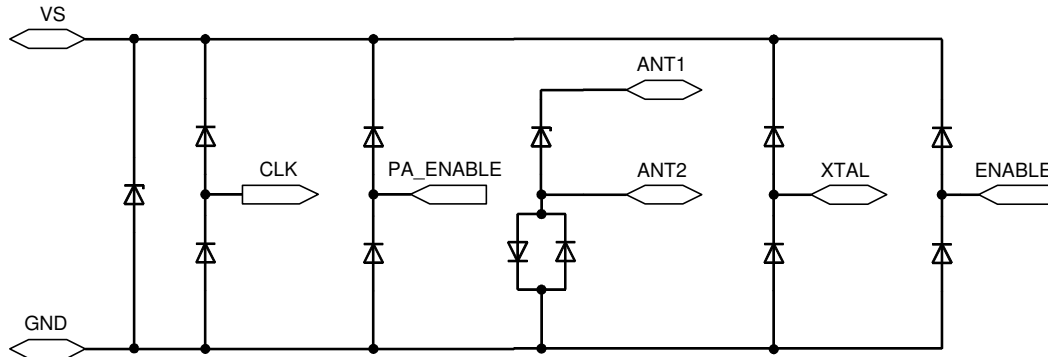 VS
ANT1
CLK
PA_ENABLE
ANT2
XTAL
ENABLE
GND